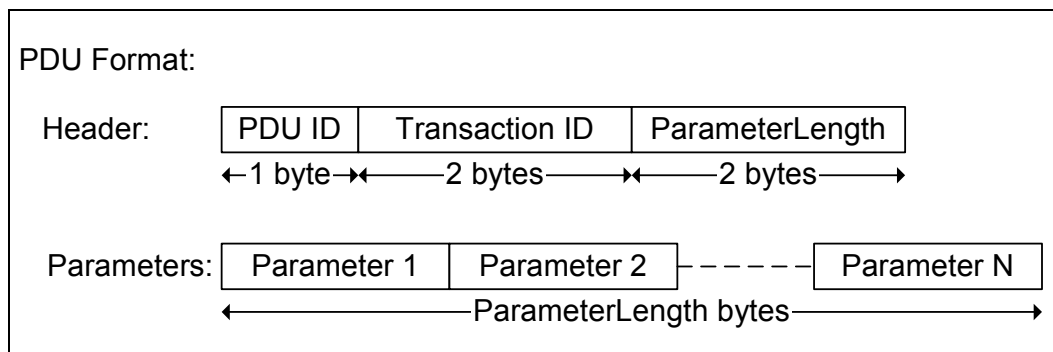 PDU Format:
Header: PDU ID Transaction ID ParameterLength
1 byte 2 bytes 2 bytes
Parameters: Parameter 1 Parameter 2 Parameter N
ParameterLength bytes